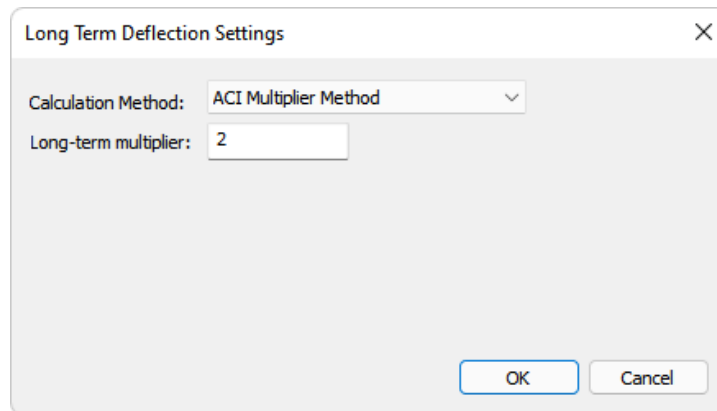 Long Term Deflection Settings
Calculation Method: ACI Multiplier Method
Long-term multiplier: 2
OK Cancel